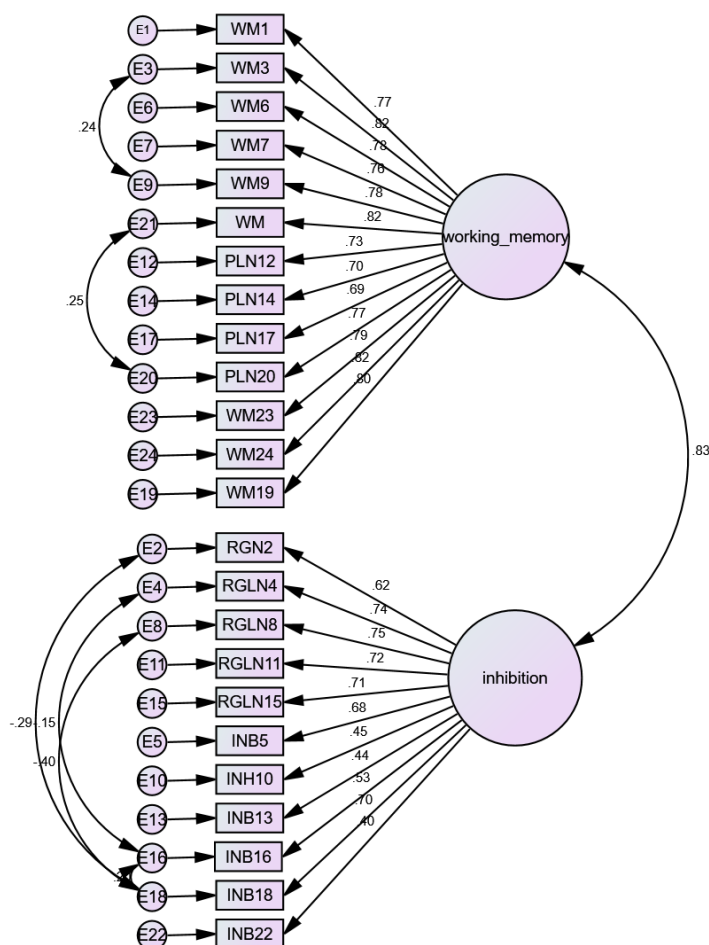 E1 WM1
E3 WM3
.77
.82
E6 WM6
.24
.78
E7 WM7
.76
E9 WM9
.78
E21 WM
.82
working_memory
.73
E12 PLN12
.70
E14 PLN14
.69
.25
E17 PLN17
.77
.79
E20 PLN20
.82
.80
E23 WM23
E24 WM24
.83
E19 WM19
E2 RGN2
.62
E4 RGLN4
.74
E8 RGLN8
.75
.72
E11 RGLN11
inhibition
.71
E15 RGLN15
.68
-.29
-.15
E5 INB5
.45
.44
-.40
E10 INH10
.53
E13 INB13
.70
.40
E16 INB16
E18 INB18
E22 INB22